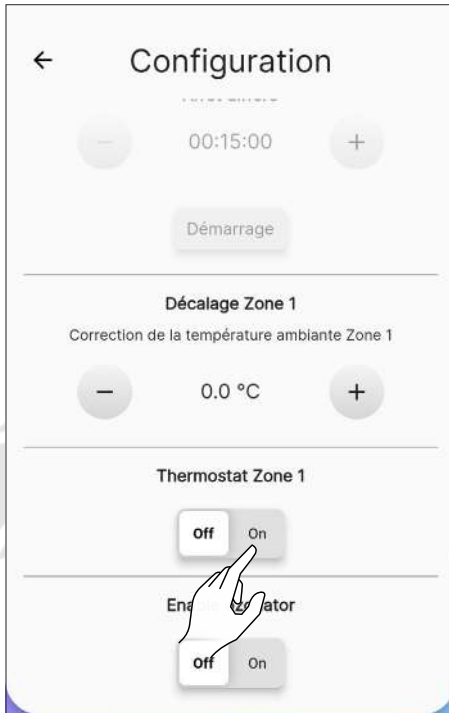 Configuration
00:15:00
Démarrage
Décalage Zone 1
Correction de la température ambiante Zone 1
0.0 °C
Thermostat Zone 1
Off On
Off On